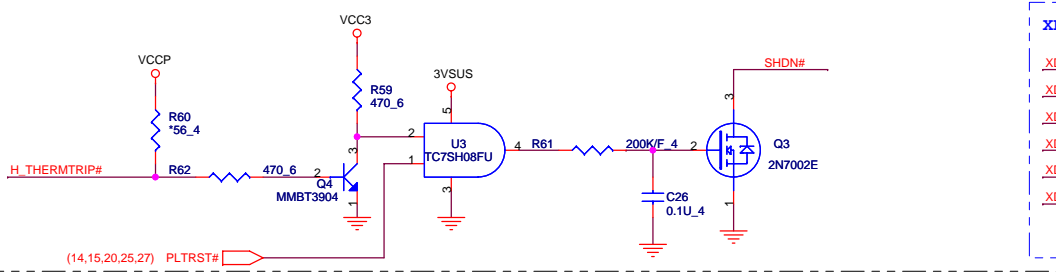 VCC3
VCCP
3VSUS
SHDN#
R59
470_6
R60
*56_4
5
3
2
U3
TC7SH08FU
1
4
R61
200K/F_4
2
3
Q3
2N7002E
1
H_THERMTRIP#
R62
470_6
2
3
Q4
MMBT3904
1
3
C26
0.1U_4
(14,15,20,25,27) PLTRST#